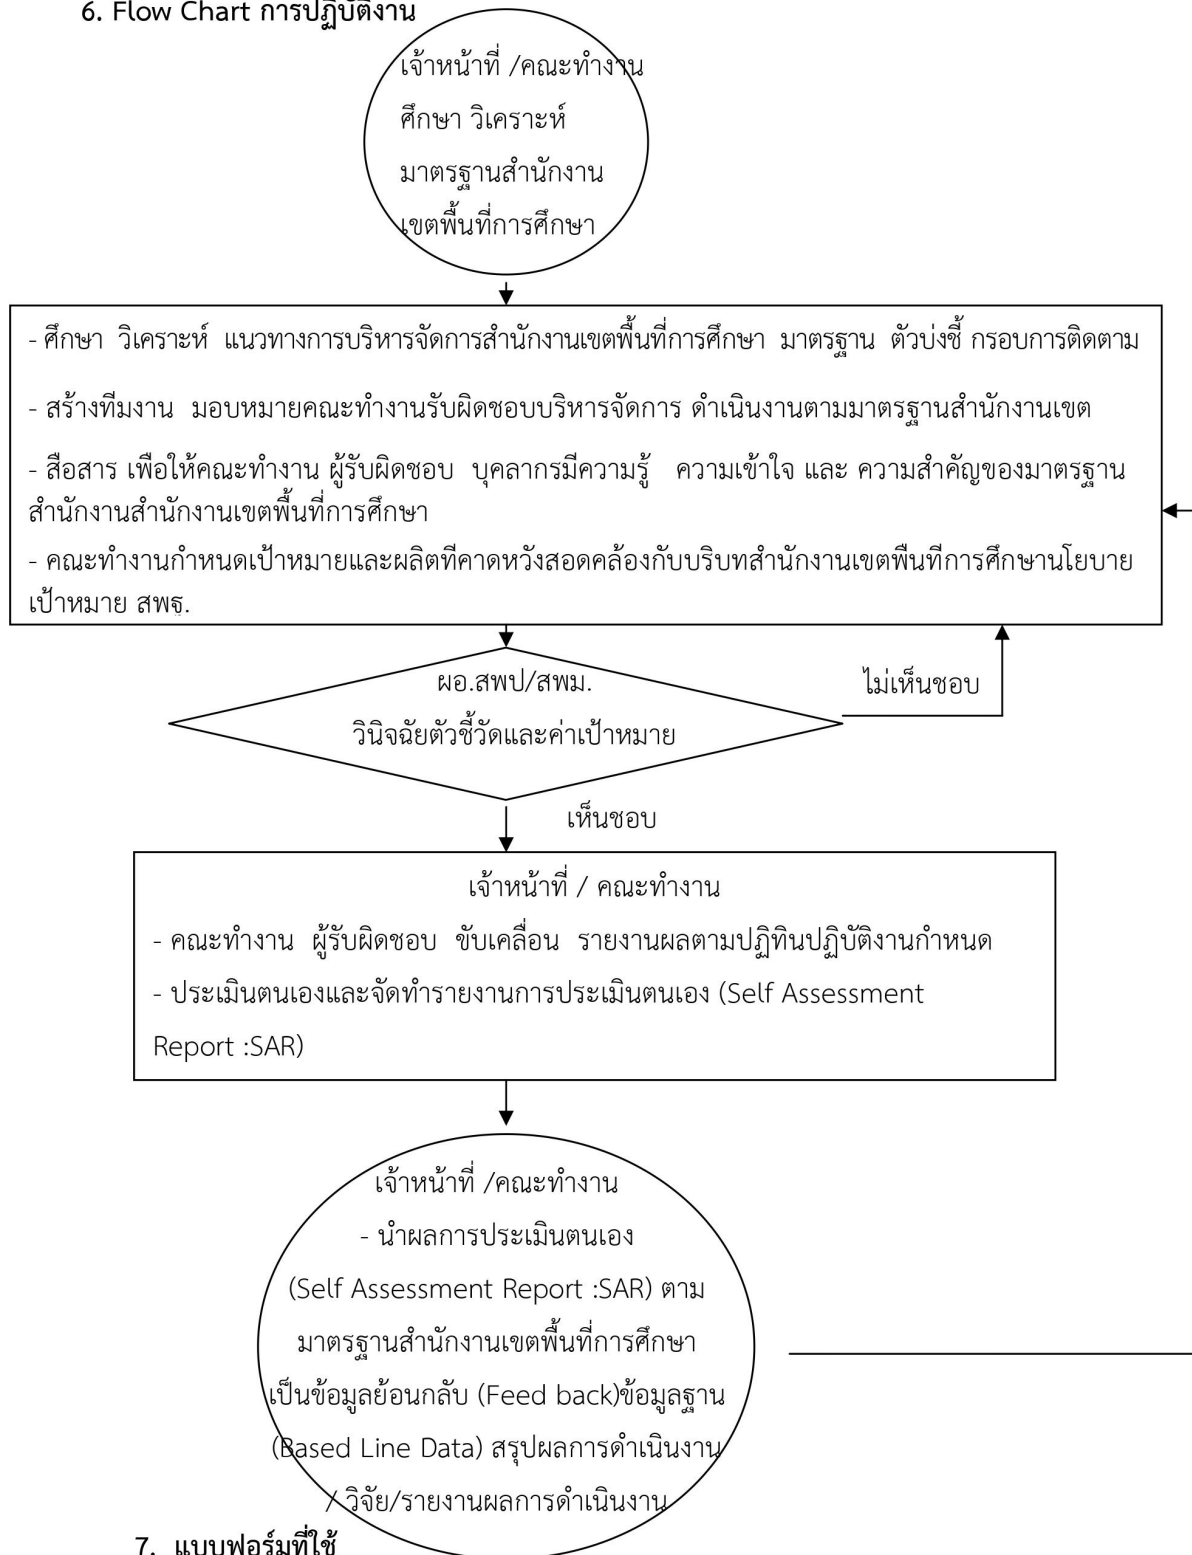 6. Flow Chart การปฏิบัติงาน
เจ้าหน้าที่ /คณะทำงาน
ศึกษา วิเคราะห์
มาตรฐานสำนักงาน
เขตพื้นที่การศึกษา
- ศึกษา วิเคราะห์ แนวทางการบริหารจัดการสำนักงานเขตพื้นที่การศึกษา มาตรฐาน ตัวบ่งชี้ กรอบการติดตาม
- สร้างทีมงาน มอบหมายคณะทำงานรับผิดชอบบริหารจัดการ ดำเนินงานตามมาตรฐานสำนักงานเขต
- สือสาร เพือให้คณะทำงาน ผู้รับผิดชอบ บุคลากรมีความรู้ ความเข้าใจ และ ความสำคัญของมาตรฐาน
สำนักงานสำนักงานเขตพื้นที่การศึกษา
- คณะทำงานกำหนดเป้าหมายและผลิตทีคาดหวังสอดคล้องกับบริบทสำนักงานเขตพืนทีการศึกษานโยบาย
เป้าหมาย สพฐ.
ผอ.สพป/สพม.
วินิจฉัยตัวชี้วัดและค่าเป้าหมาย
ไม่เห็นชอบ
เห็นชอบ
เจ้าหน้าที่ / คณะทำงาน
- คณะทำงาน ผู้รับผิดชอบ ขับเคลื่อน รายงานผลตามปฏิทินปฏิบัติงานกำหนด
- ประเมินตนเองและจัดทำรายงานการประเมินตนเอง (Self Assessment
Report :SAR)
เจ้าหน้าที่ /คณะทำงาน
- นำผลการประเมินตนเอง
(Self Assessment Report :SAR) ตาม
มาตรฐานสำนักงานเขตพื้นที่การศึกษา
เป็นข้อมูลย้อนกลับ (Feed back)ข้อมูลฐาน
(Based Line Data) สรุปผลการดำเนินงาน
/ วิจัย/รายงานผลการดำเนินงาน
7. แบบฟอร์มที่ใช้